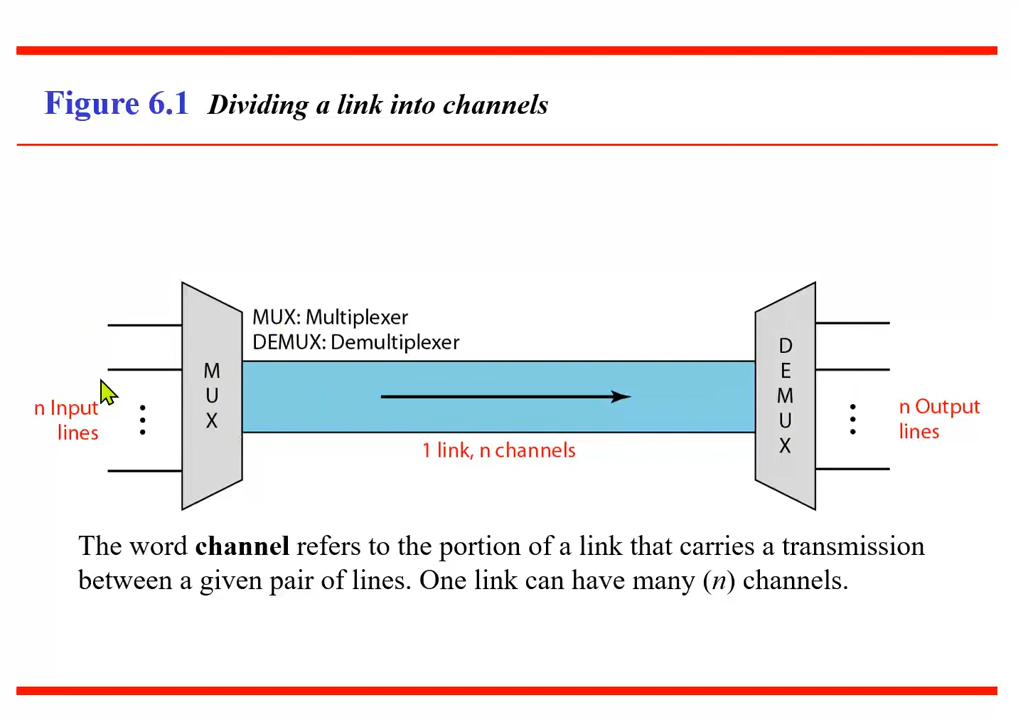 Figure 6.1 Dividing a link into channels
MUX: Multiplexer
DEMUX: Demultiplexer
M
U
X
D
E
M
U
X
n Input
lines
n Output
lines
1 link, n channels
The word channel refers to the portion of a link that carries a transmission
between a given pair of lines. One link can have many (n) channels.